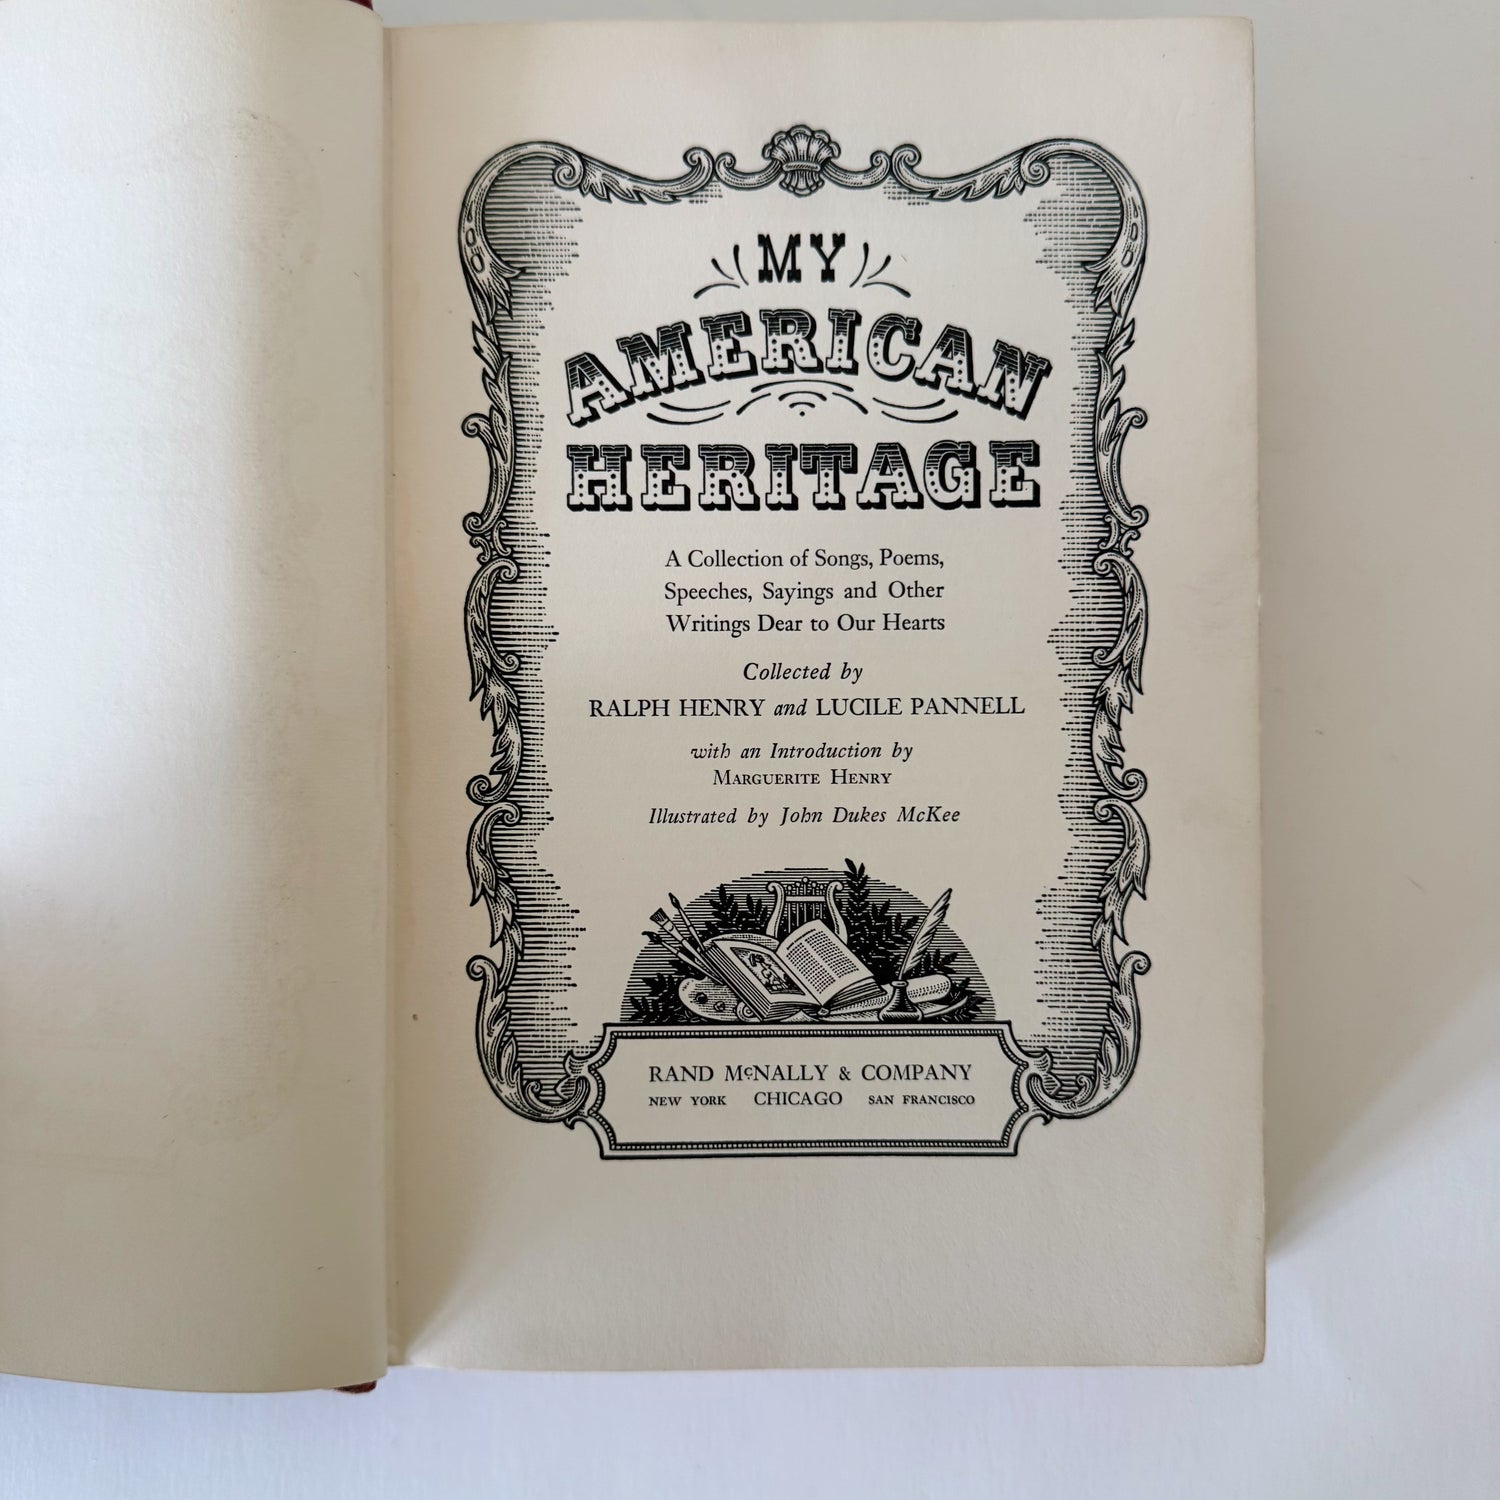 MY
AMERICAN
HERITAGE
A Collection of Songs, Poems,
Speeches, Sayings and Other
Writings Dear to Our Hearts
Collected by
RALPH HENRY and LUCILE PANNELL
with an Introduction by
MARGUERITE HENRY
Illustrated by John Dukes McKee
RAND McNALLY & COMPANY
NEW YORK CHICAGO SAN FRANCISCO